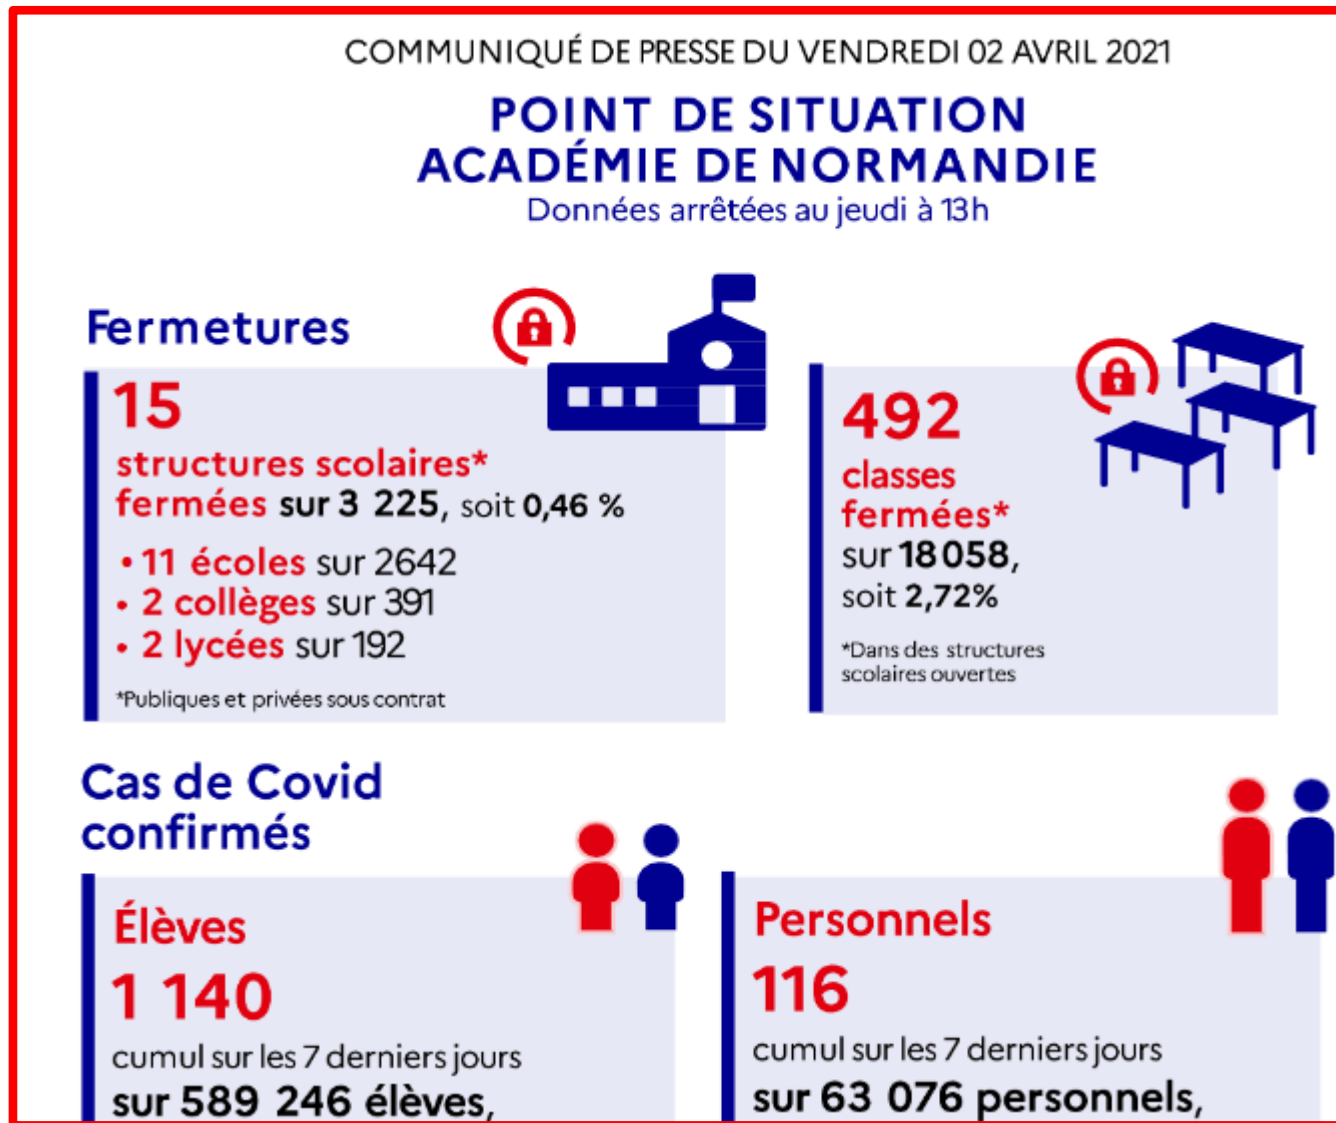 COMMUNIQUÉ DE PRESSE DU VENDREDI 02 AVRIL 2021
POINT DE SITUATION
ACADÉMIE DE NORMANDIE
Données arrêtées au jeudi à 13h
Fermetures
15
structures scolaires*
fermées sur 3 225, soit 0,46 %
• 11 écoles sur 2642
• 2 collèges sur 391
• 2 lycées sur 192
*Publiques et privées sous contrat
492
classes
fermées*
sur 18 058,
soit 2,72%
*Dans des structures
scolaires ouvertes
Cas de Covid
confirmés
Élèves
1 140
cumul sur les 7 derniers jours
sur 589 246 élèves,
Personnels
116
cumul sur les 7 derniers jours
sur 63 076 personnels,